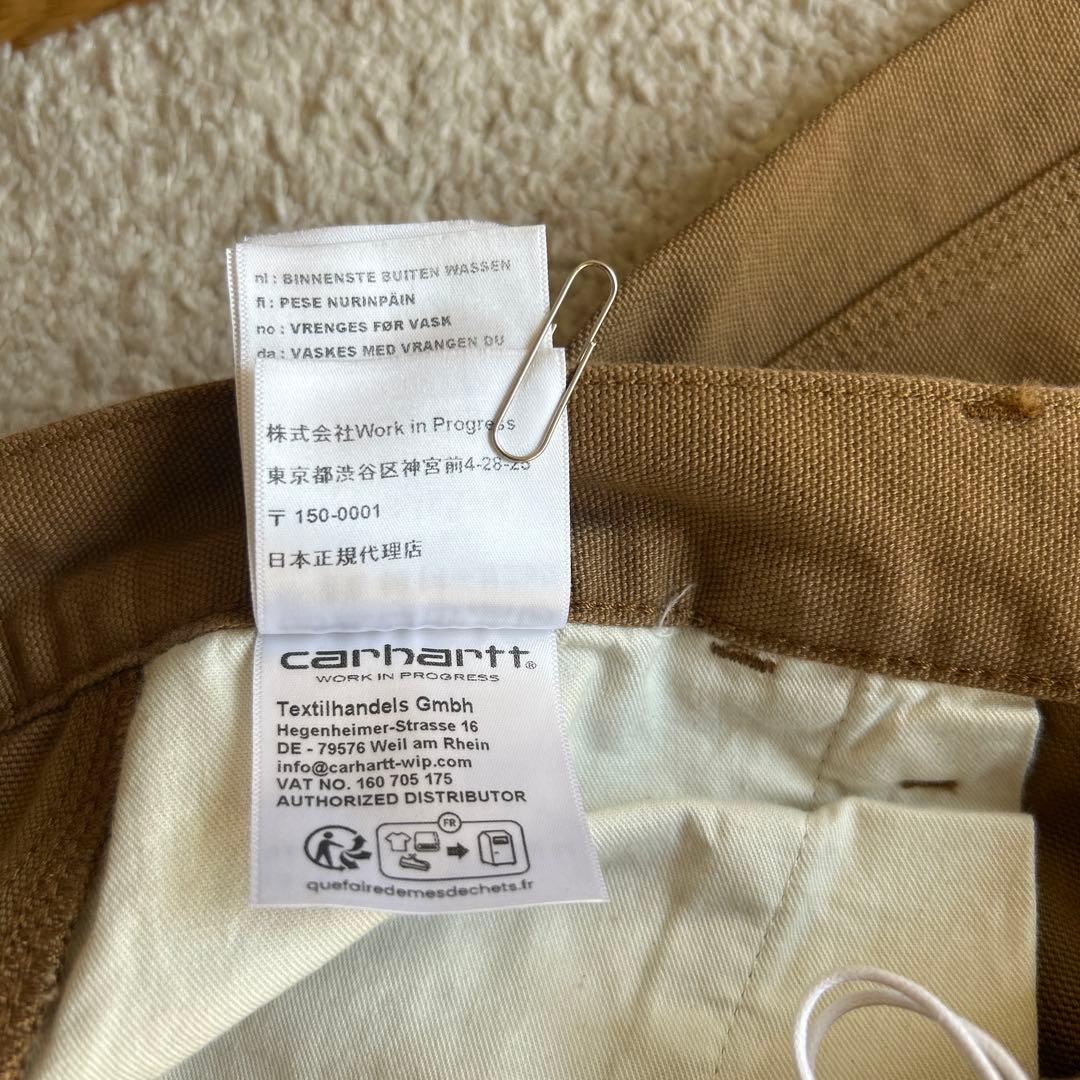 nl : BINNENSTE BUITEN WASSEN
fi : PESE NURINPÄIN
no : VRENGES FØR VASK
da : VASKES MED VRANGEN DU
株式会社Work in Progress
東京都渋谷区神宮前4-28-25
〒 150-0001
日本正規代理店
carhartt®
WORK IN PROGRESS
Textilhandels Gmbh
Hegenheimer-Strasse 16
DE - 79576 Weil am Rhein
info@carhartt-wip.com
VAT NO. 160 705 175
AUTHORIZED DISTRIBUTOR
FR
quefairedemesdechets.fr